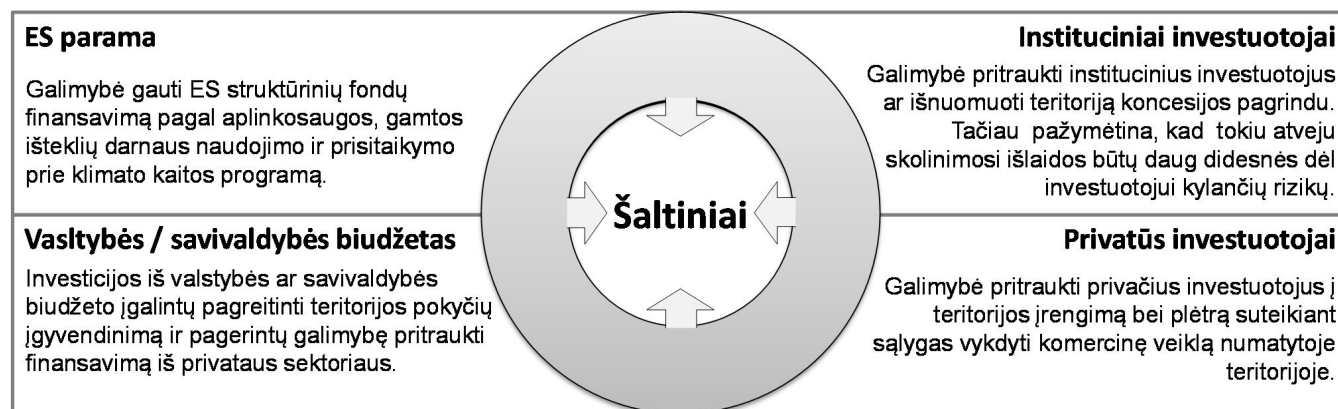 ES parama
Galimybė gauti ES struktūrinių fondų
finansavimą pagal aplinkosaugos, gamtos
išteklių darnaus naudojimo ir prisitaikymo
prie klimato kaitos programą.
Instituciniai investuotojai
Galimybė pritraukti institucinius investuotojus
ar išnuomuoti teritoriją koncesijos pagrindu.
Tačiau pažymėtina, kad tokiu atveju
skolinimosi išlaidos būtų daug didesnės dėl
investuotojui kylančių rizikų.
Šaltiniai
Vasltybės / savivaldybės biudžetas
Investicijos iš valstybės ar savivaldybės
biudžeto įgalintų pagreitinti teritorijos pokyčių
įgyvendinimą ir pagerintų galimybę pritraukti
finansavimą iš privataus sektoriaus.
Privatūs investuotojai
Galimybė pritraukti privačius investuotojus į
teritorijos įrengimą bei plėtrą suteikiant
sąlygas vykdyti komercinę veiklą numatytoje
teritorijoje.